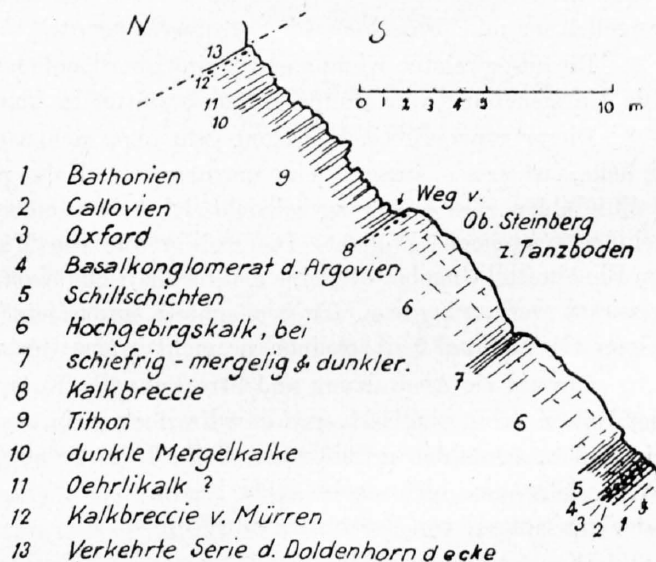 N
S
0 1 2 3 4 5 10 m.
13
12
11
10
9
8
Weg v.
Ob. Steinberg
z. Tanzboden
6
7
6
5
4
3 2 1
1 Bathonien
2 Callovien
3 Oxford
4 Basalkonglomerat d. Argovien
5 Schiltschichten
6 Hochgebirgskalk, bei
7 schiefrig-mergelig & dunkler.
8 Kalkbreccie
9 Tithon
10 dunkle Mergelkalke
11 Oehrlikalk ?
12 Kalkbreccie v. Mürren
13 Verkehrte Serie d. Doldenhorndecke